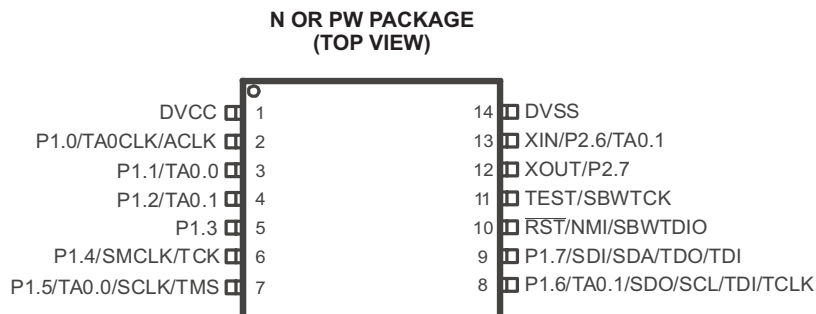 N OR PW PACKAGE
(TOP VIEW)
DVCC 1 14 DVSS
P1.0/TA0CLK/ACLK 2 13 XIN/P2.6/TA0.1
P1.1/TA0.0 3 12 XOUT/P2.7
P1.2/TA0.1 4 11 TEST/SBWTCK
P1.3 5 10 RST/NMI/SBWTDIO
P1.4/SMCLK/TCK 6 9 P1.7/SDI/SDA/TDO/TDI
P1.5/TA0.0/SCLK/TMS 7 8 P1.6/TA0.1/SDO/SCL/TDI/TCLK